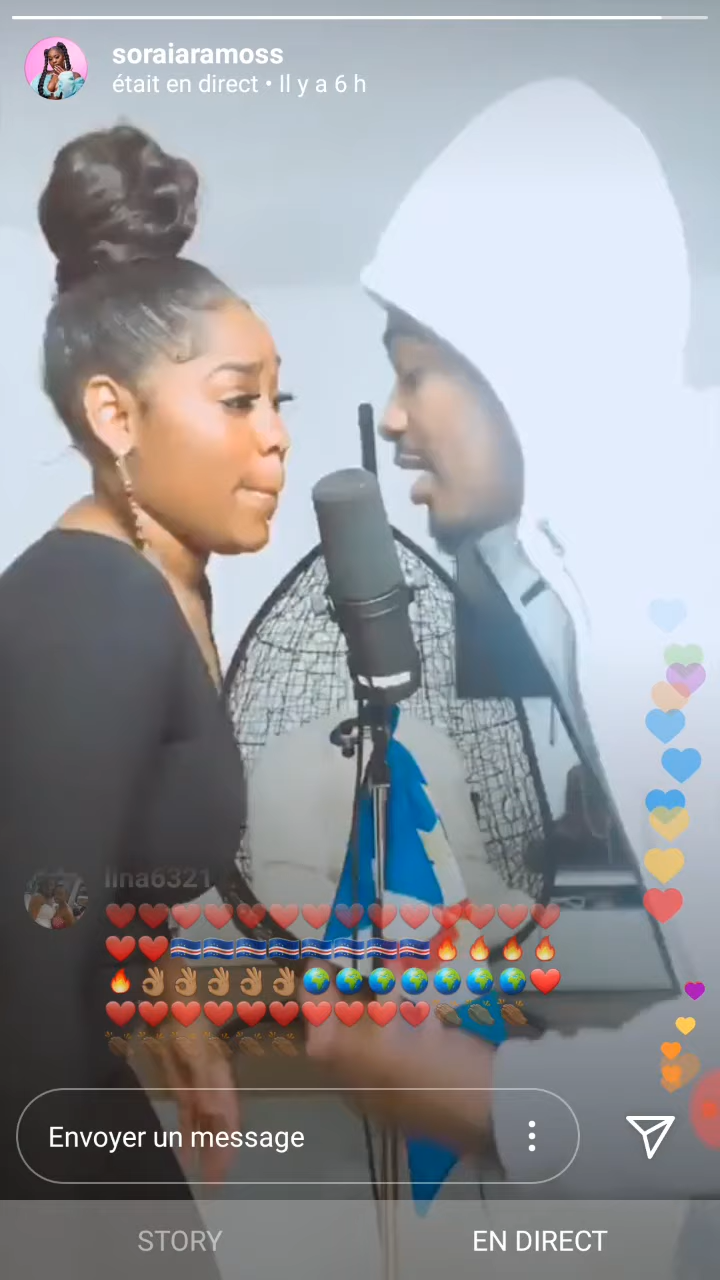 soraiaramoss
était en direct • Il y a 6 h
lina6321
Envoyer un message
STORY
EN DIRECT